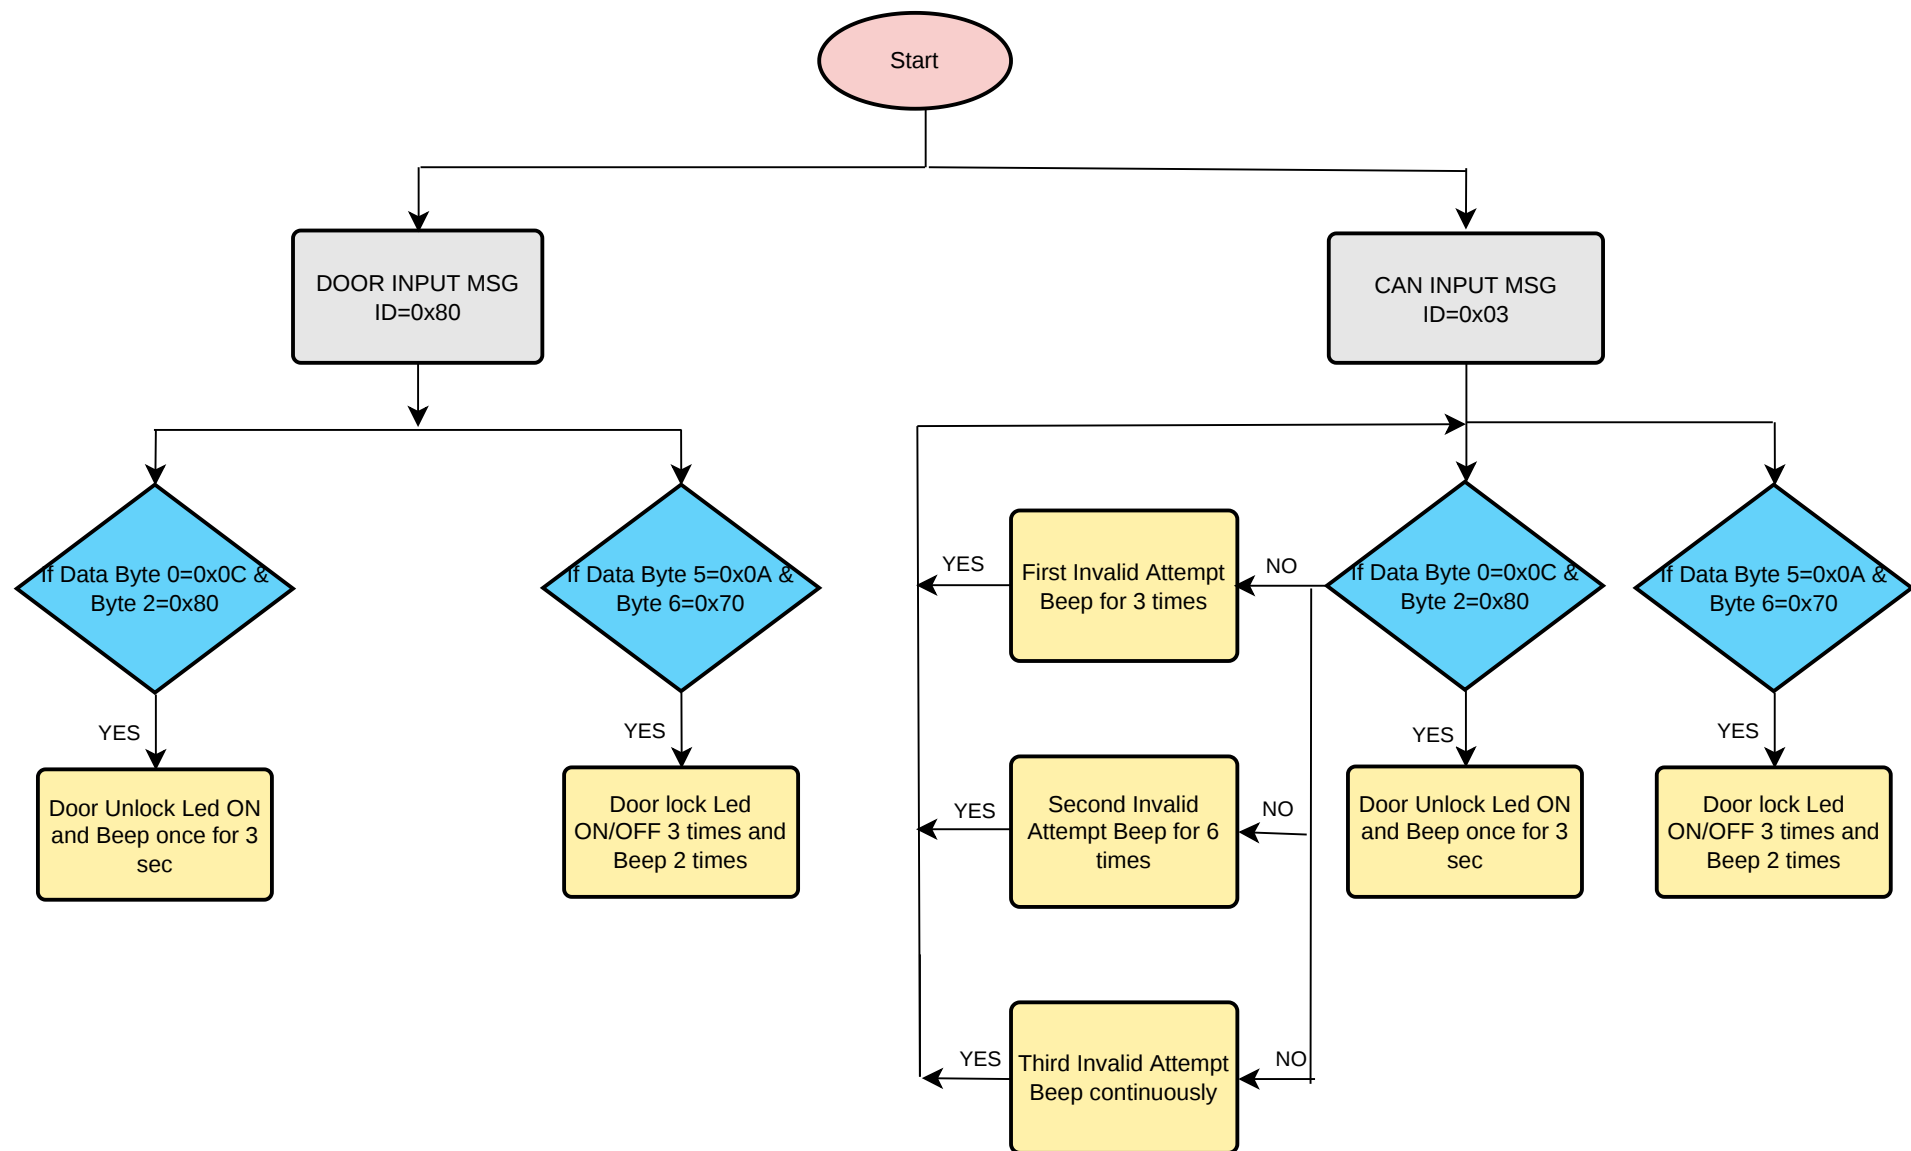 Start
DOOR INPUT MSG
ID=0x80
CAN INPUT MSG
ID=0x03
If Data Byte 0=0x0C &
Byte 2=0x80
If Data Byte 5=0x0A &
Byte 6=0x70
YES
First Invalid Attempt
Beep for 3 times
NO
If Data Byte 0=0x0C &
Byte 2=0x80
If Data Byte 5=0x0A &
Byte 6=0x70
YES
YES
YES
YES
Door Unlock Led ON
and Beep once for 3
sec
Door lock Led
ON/OFF 3 times and
Beep 2 times
YES
Second Invalid
Attempt Beep for 6
times
NO
Door Unlock Led ON
and Beep once for 3
sec
Door lock Led
ON/OFF 3 times and
Beep 2 times
YES
Third Invalid Attempt
Beep continuously
NO